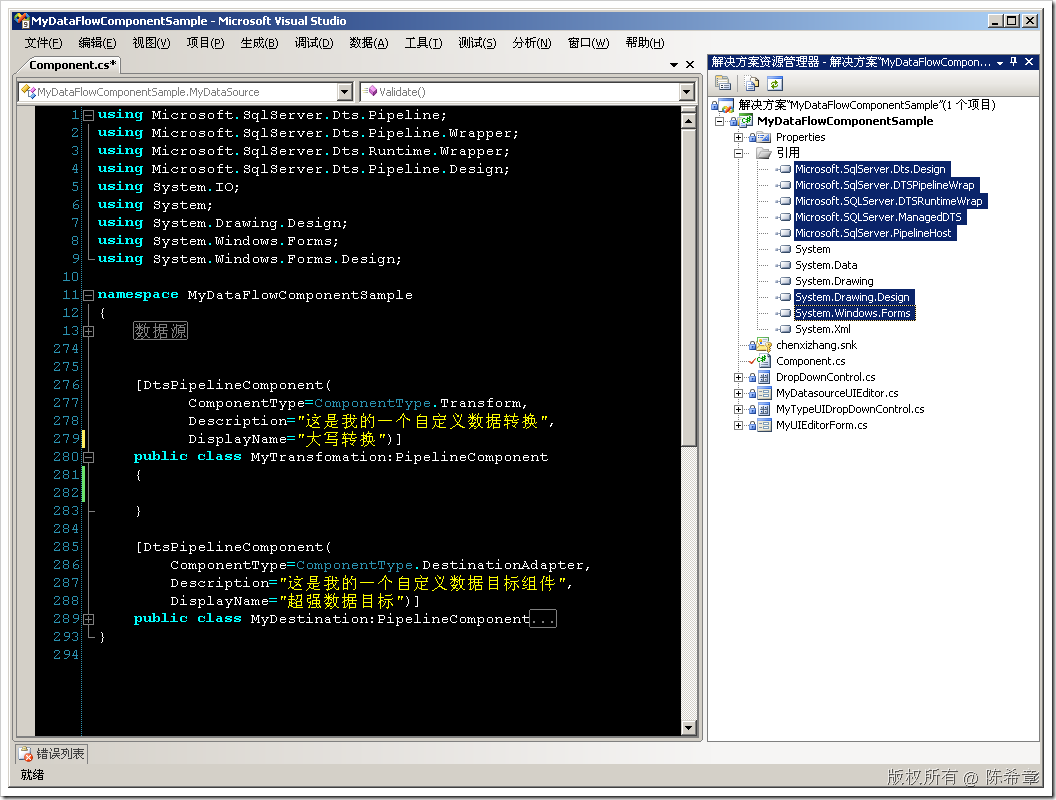 MyDataFlowComponentSample - Microsoft Visual Studio
文件(F) 编辑(E) 视图(V) 项目(P) 生成(B) 调试(D) 数据(A) 工具(T) 测试(S) 分析(N) 窗口(W) 帮助(H)
Component.cs*
MyDataFlowComponentSample.MyDataSource
Validate()
1 using Microsoft.SqlServer.Dts.Pipeline;
2 using Microsoft.SqlServer.Dts.Pipeline.Wrapper;
3 using Microsoft.SqlServer.Dts.Runtime.Wrapper;
4 using Microsoft.SqlServer.Dts.Pipeline.Design;
5 using System.IO;
6 using System;
7 using System.Drawing.Design;
8 using System.Windows.Forms;
9 using System.Windows.Forms.Design;
10
11 namespace MyDataFlowComponentSample
12 {
13 数据源
274
275
276 [DtsPipelineComponent(
277 ComponentType=ComponentType.Transform,
278 Description="这是我的一个自定义数据转换",
279 DisplayName="大写转换")]
280 public class MyTransfomation:PipelineComponent
281 {
282
283 }
284
285 [DtsPipelineComponent(
286 ComponentType=ComponentType.DestinationAdapter,
287 Description="这是我的一个自定义数据目标组件",
288 DisplayName="超强数据目标")]
289 public class MyDestination:PipelineComponent...
293 }
294
解决方案资源管理器 - 解决方案"MyDataFlowCompon...
解决方案"MyDataFlowComponentSample"(1 个项目)
MyDataFlowComponentSample
Properties
引用
Microsoft.SqlServer.Dts.Design
Microsoft.SqlServer.DTSPipelineWrap
Microsoft.SQLServer.DTSRuntimeWrap
Microsoft.SQLServer.ManagedDTS
Microsoft.SqlServer.PipelineHost
System
System.Data
System.Drawing
System.Drawing.Design
System.Windows.Forms
System.Xml
chenxizhang.snk
Component.cs
DropDownControl.cs
MyDatasourceUIEditor.cs
MyTypeUIDropDownControl.cs
MyUIEditorForm.cs
错误列表
就绪
版权所有 @ 陈希章